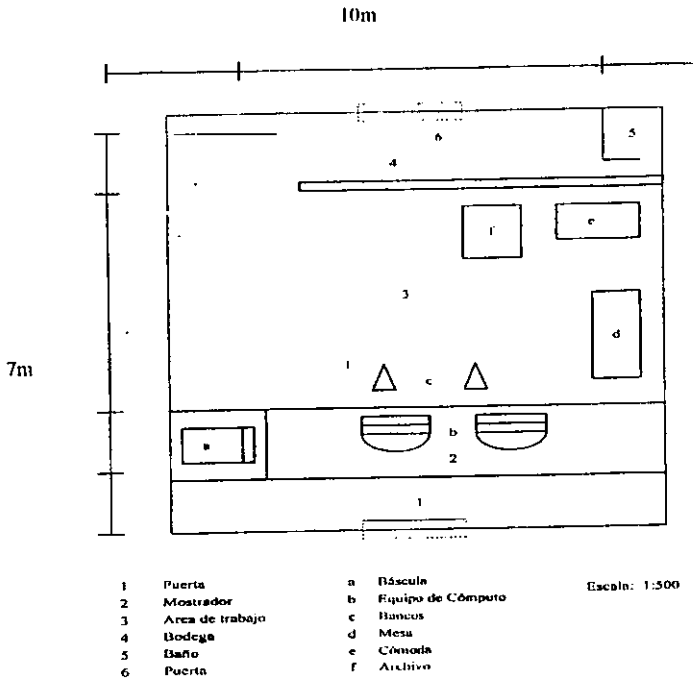 10m
6
5
4
f
e
3
7m
d
1
c
b
a
2
1
1 Puerta
2 Mostrador
3 Area de trabajo
4 Bodega
5 Baño
6 Puerta
a Báscula
b Equipo de Cómputo
c Bancos
d Mesa
e Cómoda
f Archivo
Escala: 1:500